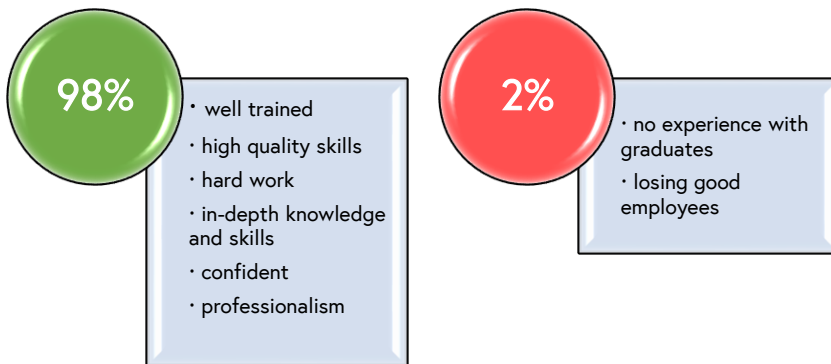 98%
· well trained
· high quality skills
· hard work
· in-depth knowledge
and skills
· confident
· professionalism
2%
· no experience with
graduates
· losing good
employees